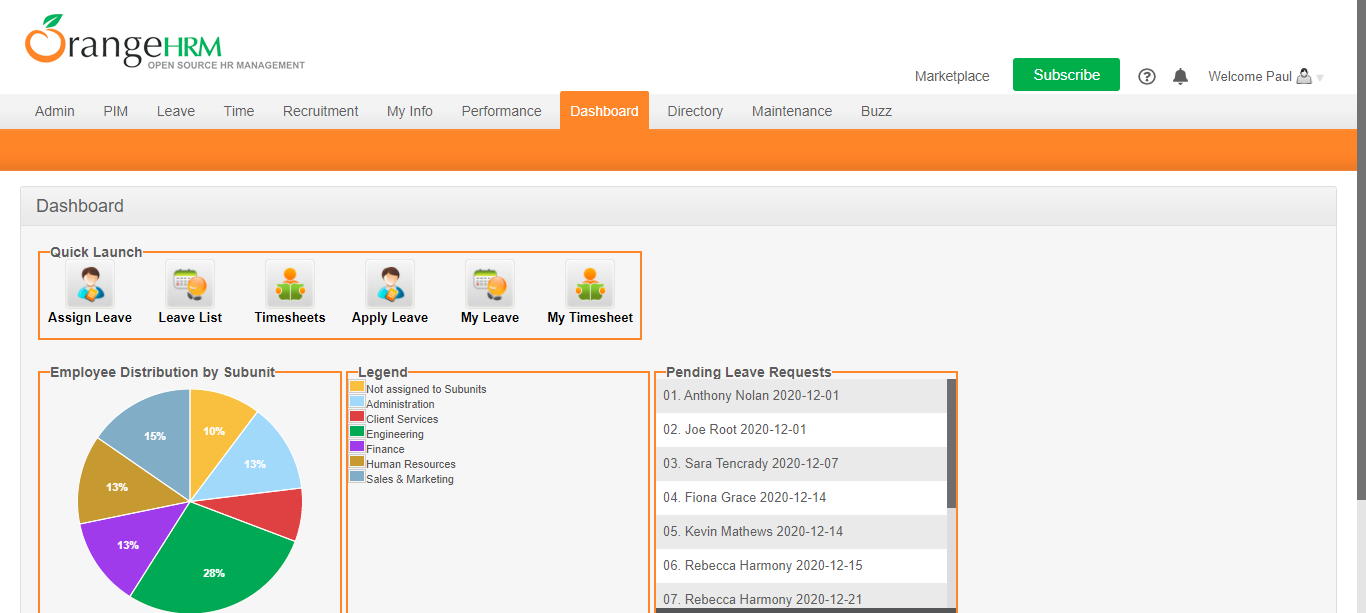 OrangeHRM
OPEN SOURCE HR MANAGEMENT
Marketplace Subscribe ? Welcome Paul
Admin PIM Leave Time Recruitment My Info Performance Dashboard Directory Maintenance Buzz
Dashboard
Quick Launch
Assign Leave Leave List Timesheets Apply Leave My Leave My Timesheet
Employee Distribution by Subunit
10%
13%
28%
13%
13%
15%
Legend
Not assigned to Subunits
Administration
Client Services
Engineering
Finance
Human Resources
Sales & Marketing
Pending Leave Requests
01. Anthony Nolan 2020-12-01
02. Joe Root 2020-12-01
03. Sara Tencrady 2020-12-07
04. Fiona Grace 2020-12-14
05. Kevin Mathews 2020-12-14
06. Rebecca Harmony 2020-12-15
07. Rebecca Harmony 2020-12-21